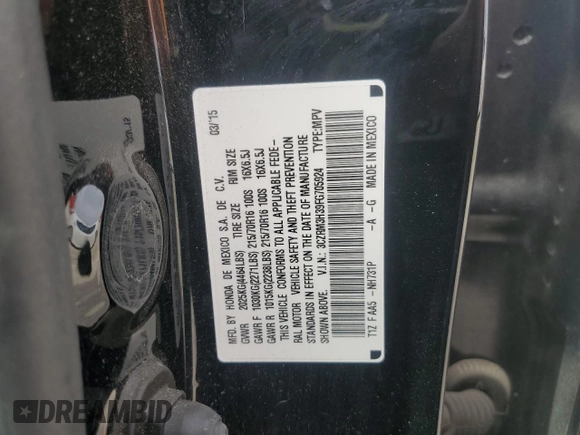 MFD. BY HONDA DE MEXICO S.A. DE C.V. 03/15
GVWR 2025KG(4464LBS) TIRE SIZE RIM SIZE
GAWR F 1030KG(2271LBS) 215/70R16 100S 16X6.5J
GAWR R 1015KG(2238LBS) 215/70R16 100S 16X6.5J
THIS VEHICLE CONFORMS TO ALL APPLICABLE FEDE-
RAL MOTOR VEHICLE SAFETY AND THEFT PREVENTION
STANDARDS IN EFFECT ON THE DATE OF MANUFACTURE
SHOWN ABOVE. V.I.N.: 3CZRM3H39FG705924 TYPE:MPV
T1Z F AA5 -NH731P -A -G MADE IN MEXICO
DREAMBID